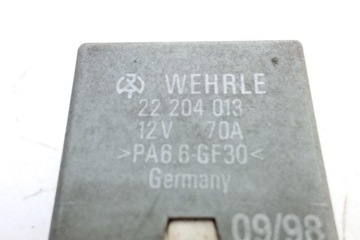 WEHRLE
22 204 013
12V 70A
>PA6.6-GF30<
Germany
09/98